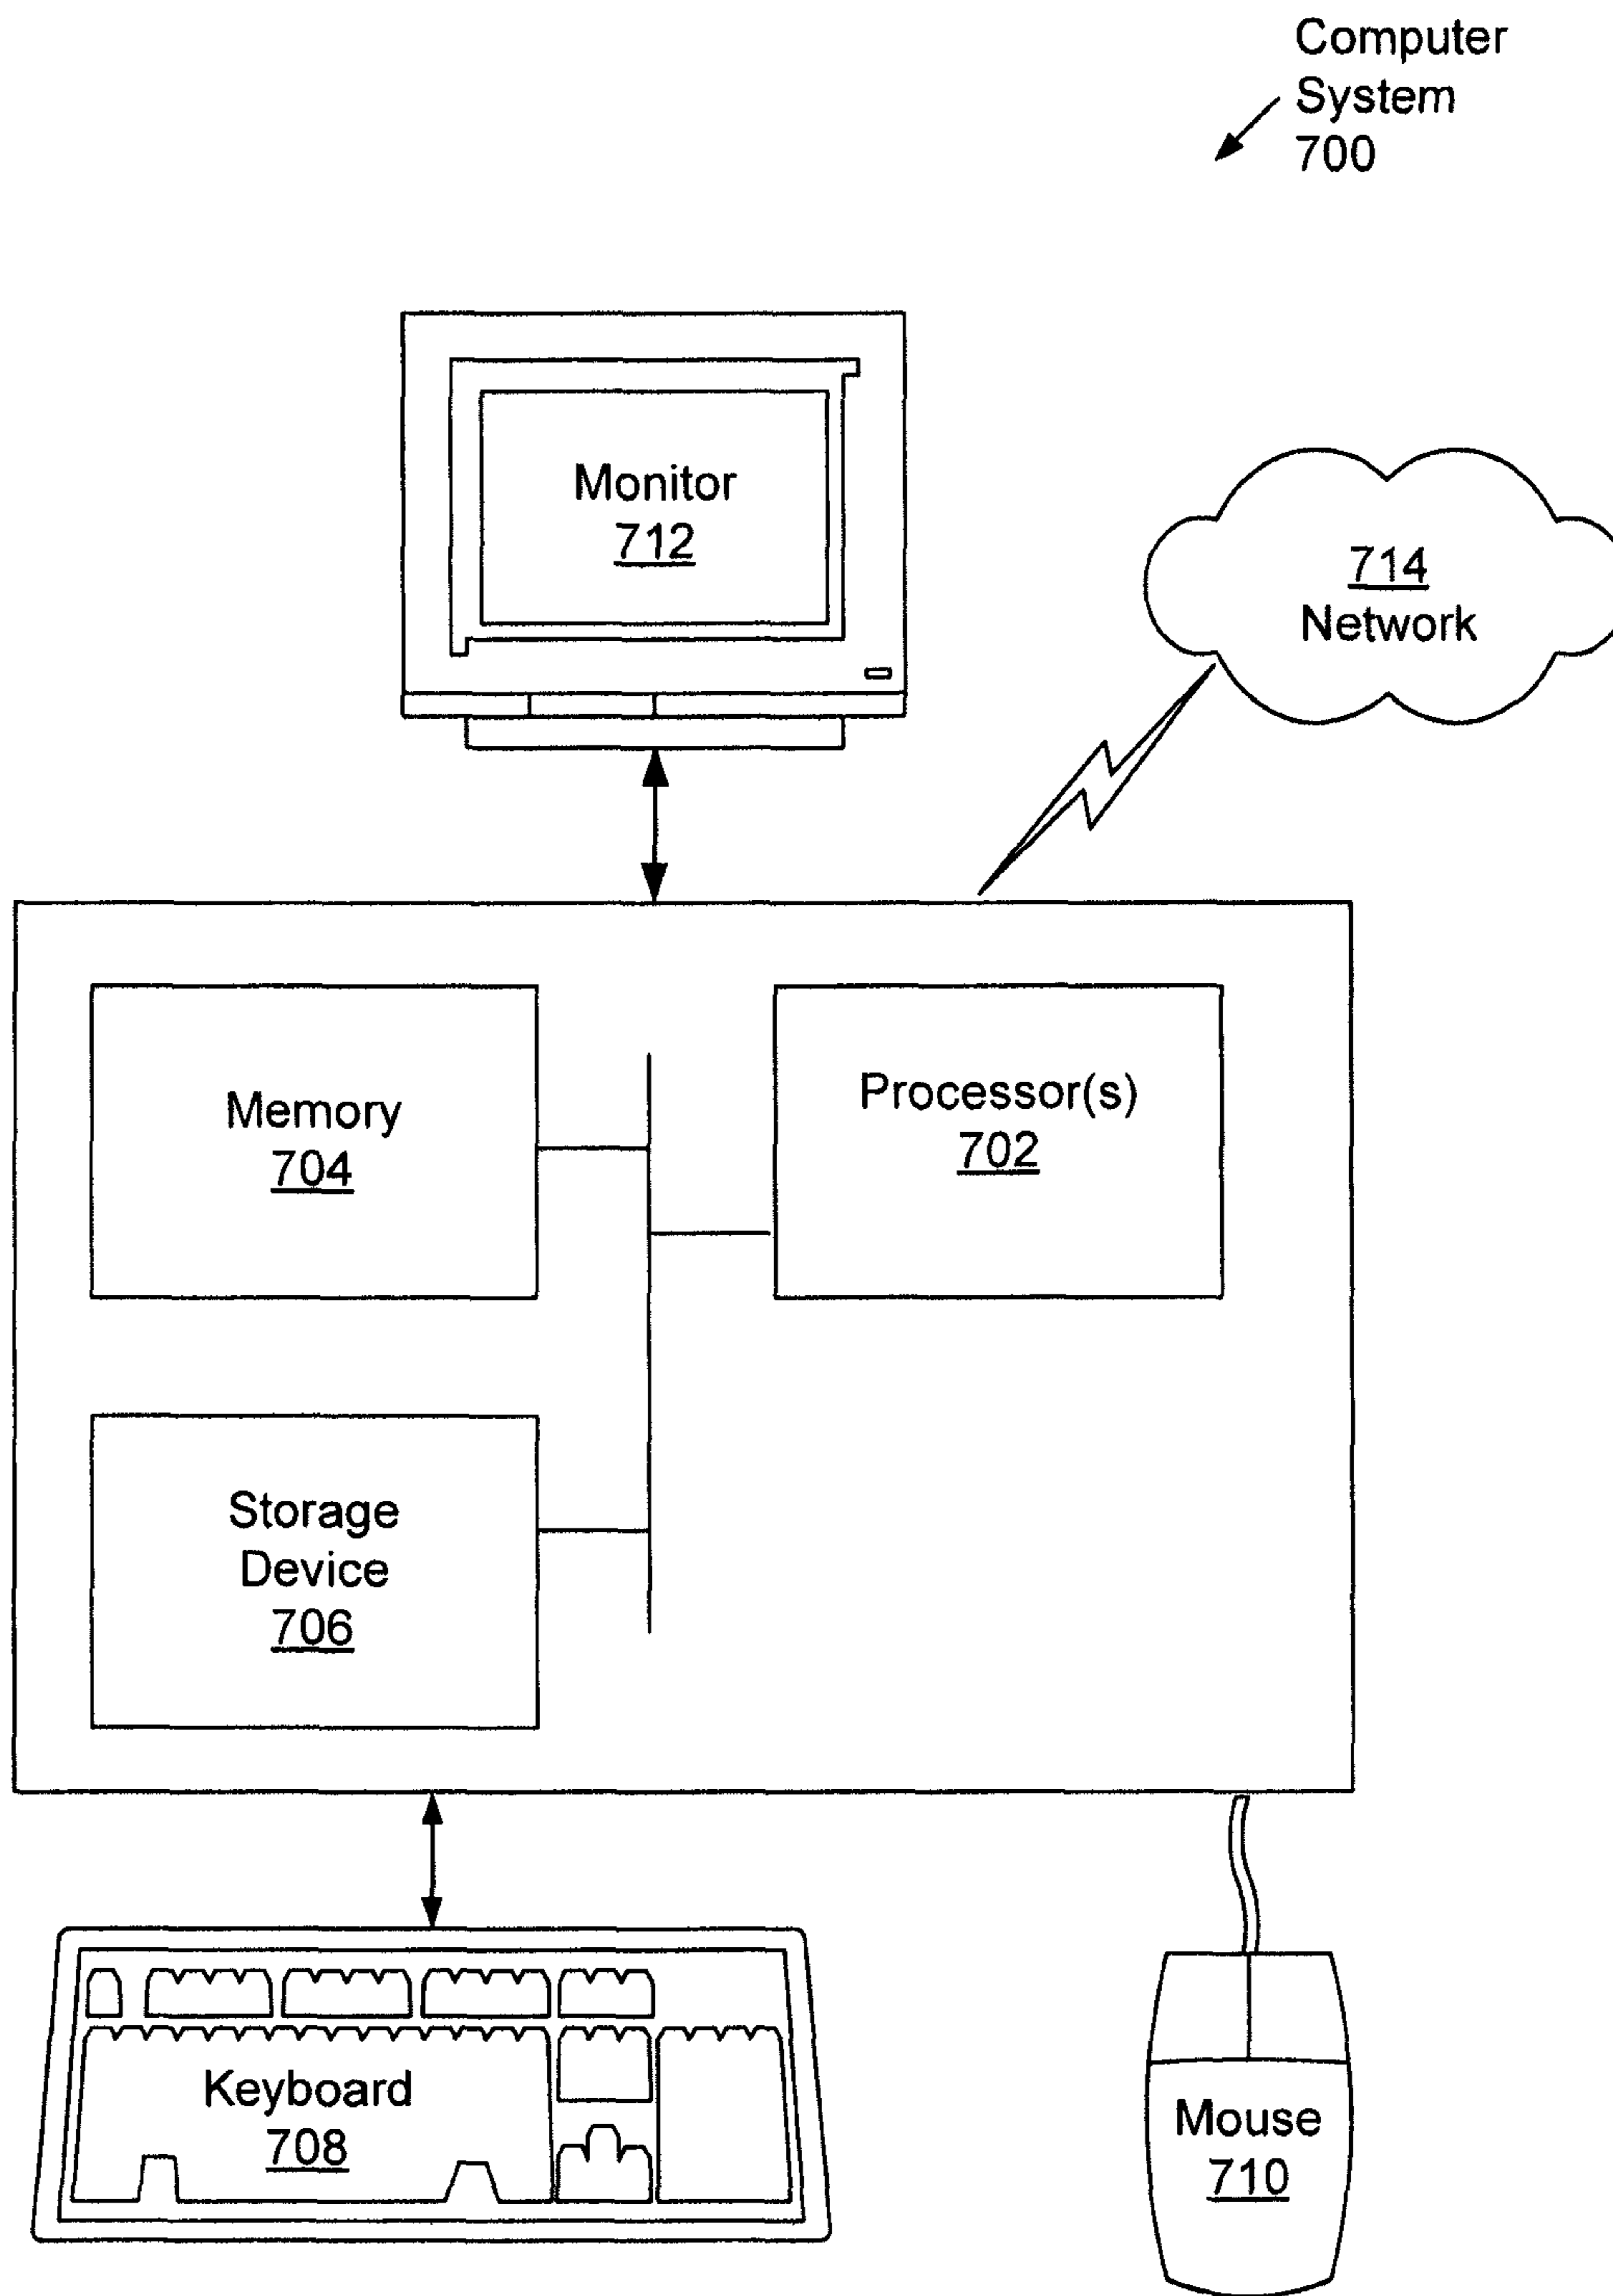 Computer
System
700
Monitor
712
714
Network
Memory
704
Processor(s)
702
Storage
Device
706
Keyboard
708
Mouse
710